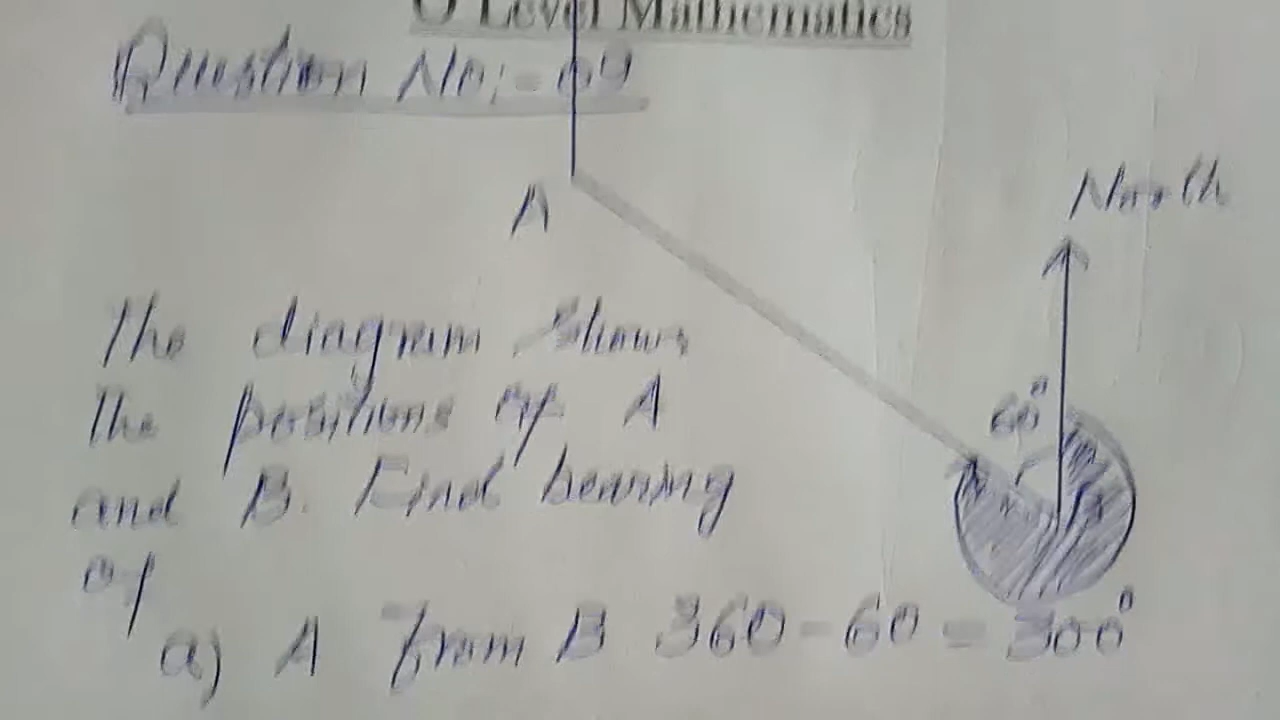 O Level Mathematics
Question No:- 04
A
North
60°
The diagram shows
the positions of A
and B. Find bearing
of
a) A from B 360-60 = 300°